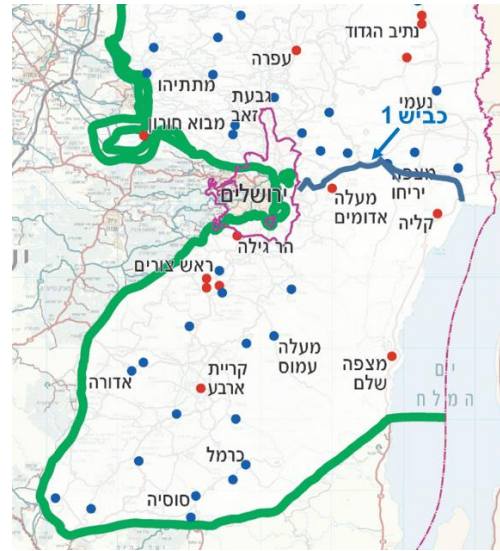 נתיב הגדוד
עפרה
מתתיהו
גבעת
זאב
נעמי
כביש 1
מבוא חורון
מצפה
יריחו
ירושלים
מעלה
אדומים
קליה
הר גילה
ראש צורים
מעלה
עמוס
מצפה
שלם
ים
המלח
קריית
ארבע
אדורה
כרמל
סוסיה